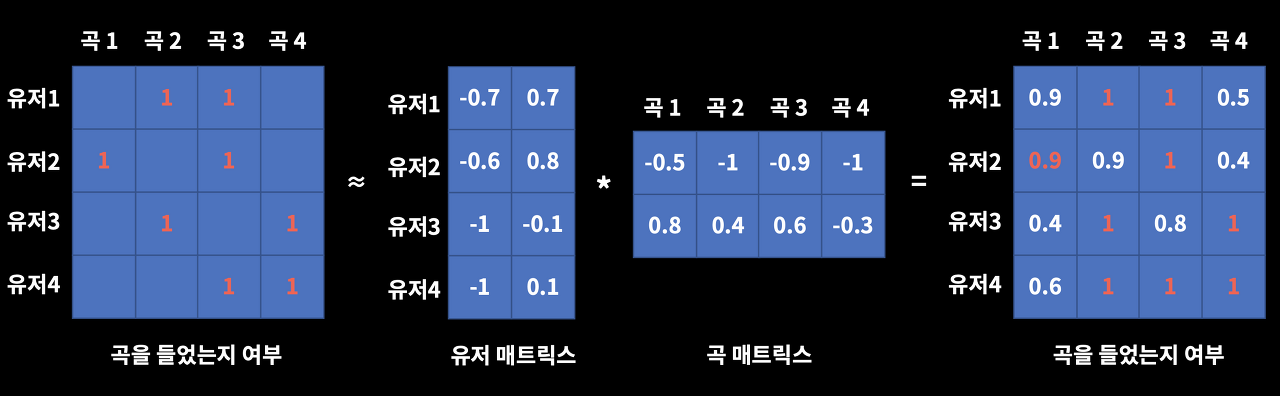 곡 1 곡 2 곡 3 곡 4
유저1 1 1
유저2 1 1
유저3 1 1
유저4 1 1
곡을 들었는지 여부
≈
유저1 -0.7 0.7
유저2 -0.6 0.8
유저3 -1 -0.1
유저4 -1 0.1
유저 매트릭스
*
곡 1 곡 2 곡 3 곡 4
-0.5 -1 -0.9 -1
0.8 0.4 0.6 -0.3
곡 매트릭스
=
곡 1 곡 2 곡 3 곡 4
유저1 0.9 1 1 0.5
유저2 0.9 0.9 1 0.4
유저3 0.4 1 0.8 1
유저4 0.6 1 1 1
곡을 들었는지 여부